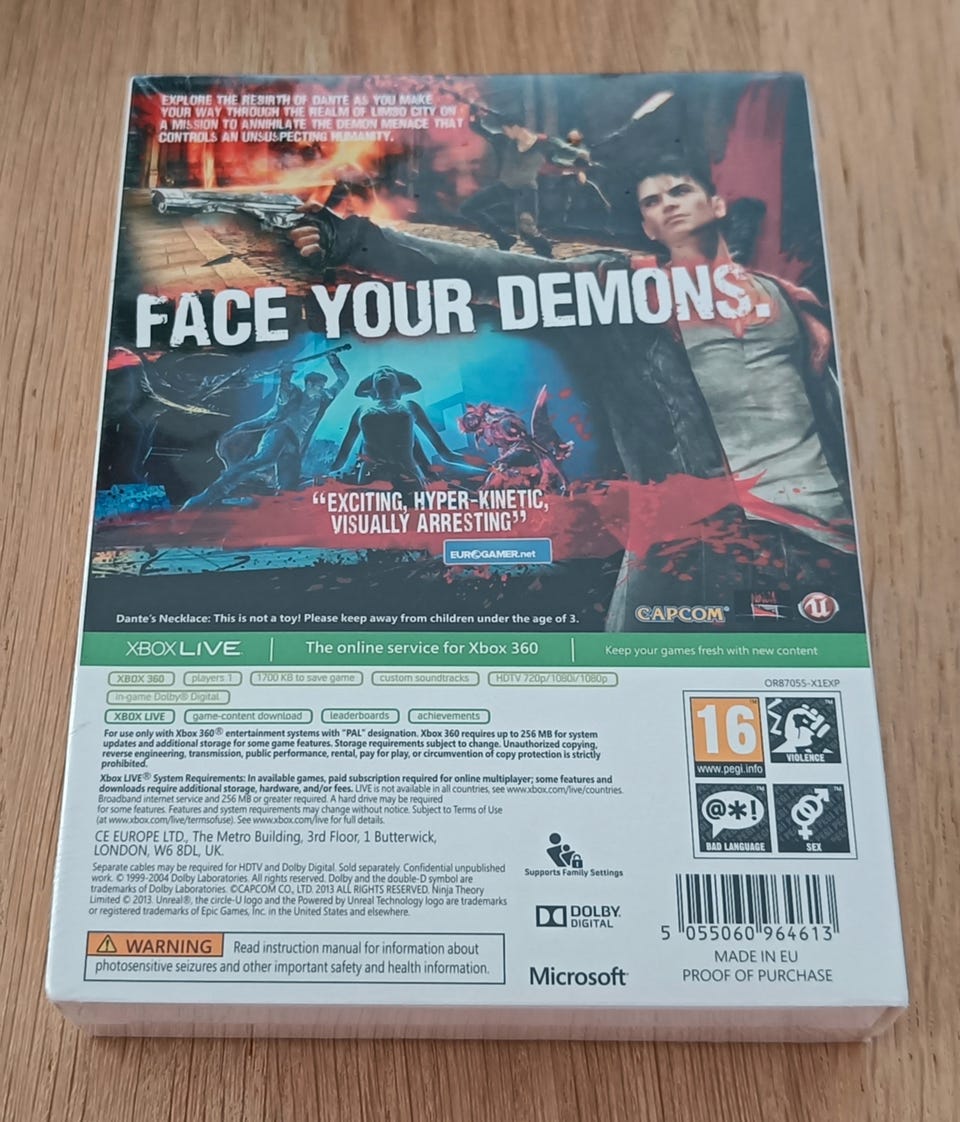 EXPLORE THE REBIRTH OF DANTE AS YOU MAKE
YOUR WAY THROUGH THE REALM OF LIMBO CITY ON
A MISSION TO ANNIHILATE THE DEMON MENACE THAT
CONTROLS AN UNSUSPECTING HUMANITY.
FACE YOUR DEMONS.
“EXCITING, HYPER-KINETIC,
VISUALLY ARRESTING”
EUROGAMER.net
Dante's Necklace: This is not a toy! Please keep away from children under the age of 3.
CAPCOM®
XBOX LIVE
The online service for Xbox 360
Keep your games fresh with new content
XBOX 360 players 1 1700 KB to save game custom soundtracks HDTV 720p/1080i/1080p
in-game Dolby® Digital
XBOX LIVE game-content download leaderboards achievements
OR8705S-X1EXP
For use only with Xbox 360® entertainment systems with "PAL" designation. Xbox 360 requires up to 256 MB for system
updates and additional storage for some game features. Storage requirements subject to change. Unauthorized copying,
reverse engineering, transmission, public performance, rental, pay for play, or circumvention of copy protection is strictly
prohibited.
Xbox LIVE® System Requirements: In available games, paid subscription required for online multiplayer; some features and
downloads require additional storage, hardware, and/or fees. LIVE is not available in all countries, see www.xbox.com/live/countries.
Broadband internet service and 256 MB or greater required. A hard drive may be required
for some features. Features and system requirements may change without notice. Subject to Terms of Use
(at www.xbox.com/live/termsofuse). See www.xbox.com/live for full details.
CE EUROPE LTD., The Metro Building, 3rd Floor, 1 Butterwick,
LONDON, W6 8DL, UK.
Separate cables may be required for HDTV and Dolby Digital. Sold separately. Confidential unpublished
work. © 1999-2004 Dolby Laboratories. All rights reserved. Dolby and the double-D symbol are
trademarks of Dolby Laboratories. ©CAPCOM CO., LTD. 2013 ALL RIGHTS RESERVED. Ninja Theory
Limited © 2013. Unreal®, the circle-U logo and the Powered by Unreal Technology logo are trademarks
or registered trademarks of Epic Games, Inc. in the United States and elsewhere.
WARNING Read instruction manual for information about
photosensitive seizures and other important safety and health information.
Supports Family Settings
DOLBY
DIGITAL
Microsoft®
16
www.pegi.info
VIOLENCE
@*!
BAD LANGUAGE
SEX
5 055060 964613
MADE IN EU
PROOF OF PURCHASE